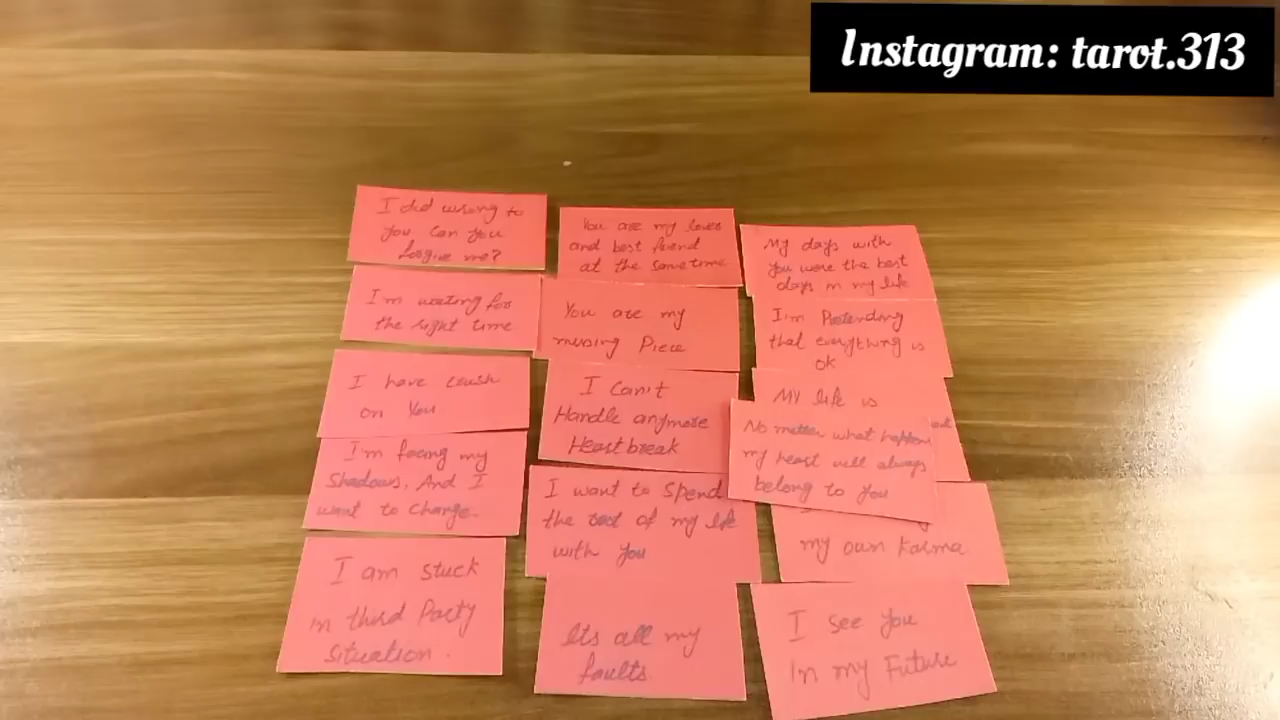 Instagram: tarot.313
I did wrong to
you can you
forgive me?
I'm waiting for
the right time
I have crush
on You
I'm facing my
Shadows. And I
want to change.
I am stuck
in third Party
situation.
You are my lover
and best friend
at the sametime
You are my
missing Piece
I Can't
Handle anymore
Heartbreak
I want to Spend
the rest of my life
with you
Its all my
faults
My days with
You were the best
days in my life
I'm Pretending
that everything is
ok
My life is
No matter what happen
my heart will always
belong to you
my own Karma
I see you
In my Future